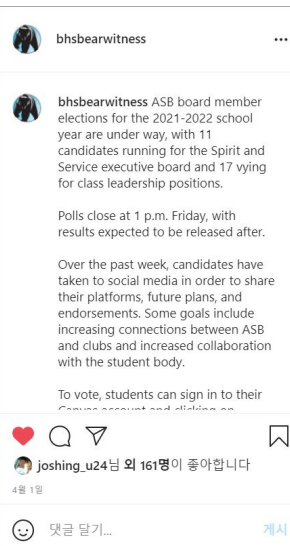 bhsbearwitness
bhsbearwitness ASB board member
elections for the 2021-2022 school
year are under way, with 11
candidates running for the Spirit and
Service executive board and 17 vying
for class leadership positions.
Polls close at 1 p.m. Friday, with
results expected to be released after.
Over the past week, candidates have
taken to social media in order to share
their platforms, future plans, and
endorsements. Some goals include
increasing connections between ASB
and clubs and increased collaboration
with the student body.
To vote, students can sign in to their
Canvas account and clicking on
joshing_u24님 외 161명이 좋아합니다
4월 1일
댓글 달기...
게시